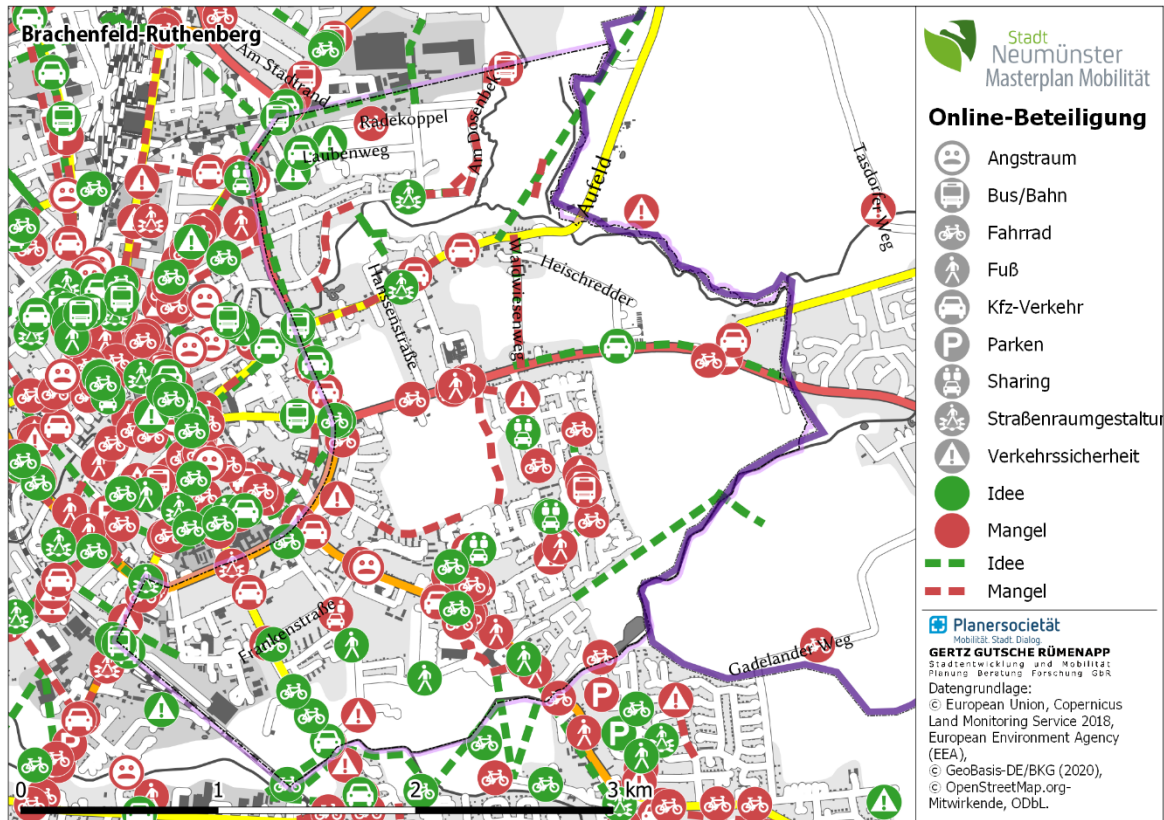 Brachenfeld-Ruthenberg
Am Stadtrand
Radekoppel
Laubenweg
Am Dosenbek
Aufeld
Tasdorfer Weg
Hanssenstraße
Waldwiesenweg
Heischredder
Frankenstraße
Gadelander Weg
0 1 2 3 km
Stadt
Neumünster
Masterplan Mobilität
Online-Beteiligung
Angstraum
Bus/Bahn
Fahrrad
Fuß
Kfz-Verkehr
P Parken
Sharing
Straßenraumgestaltur
Verkehrssicherheit
Idee
Mangel
Idee
Mangel
Planersocietät
Mobilität. Stadt. Dialog.
GERTZ GUTSCHE RÜMENAPP
Stadtentwicklung und Mobilität
Planung Beratung Forschung GbR
Datengrundlage:
© European Union, Copernicus
Land Monitoring Service 2018,
European Environment Agency
(EEA),
© GeoBasis-DE/BKG (2020),
© OpenStreetMap.org-
Mitwirkende, ODbL.